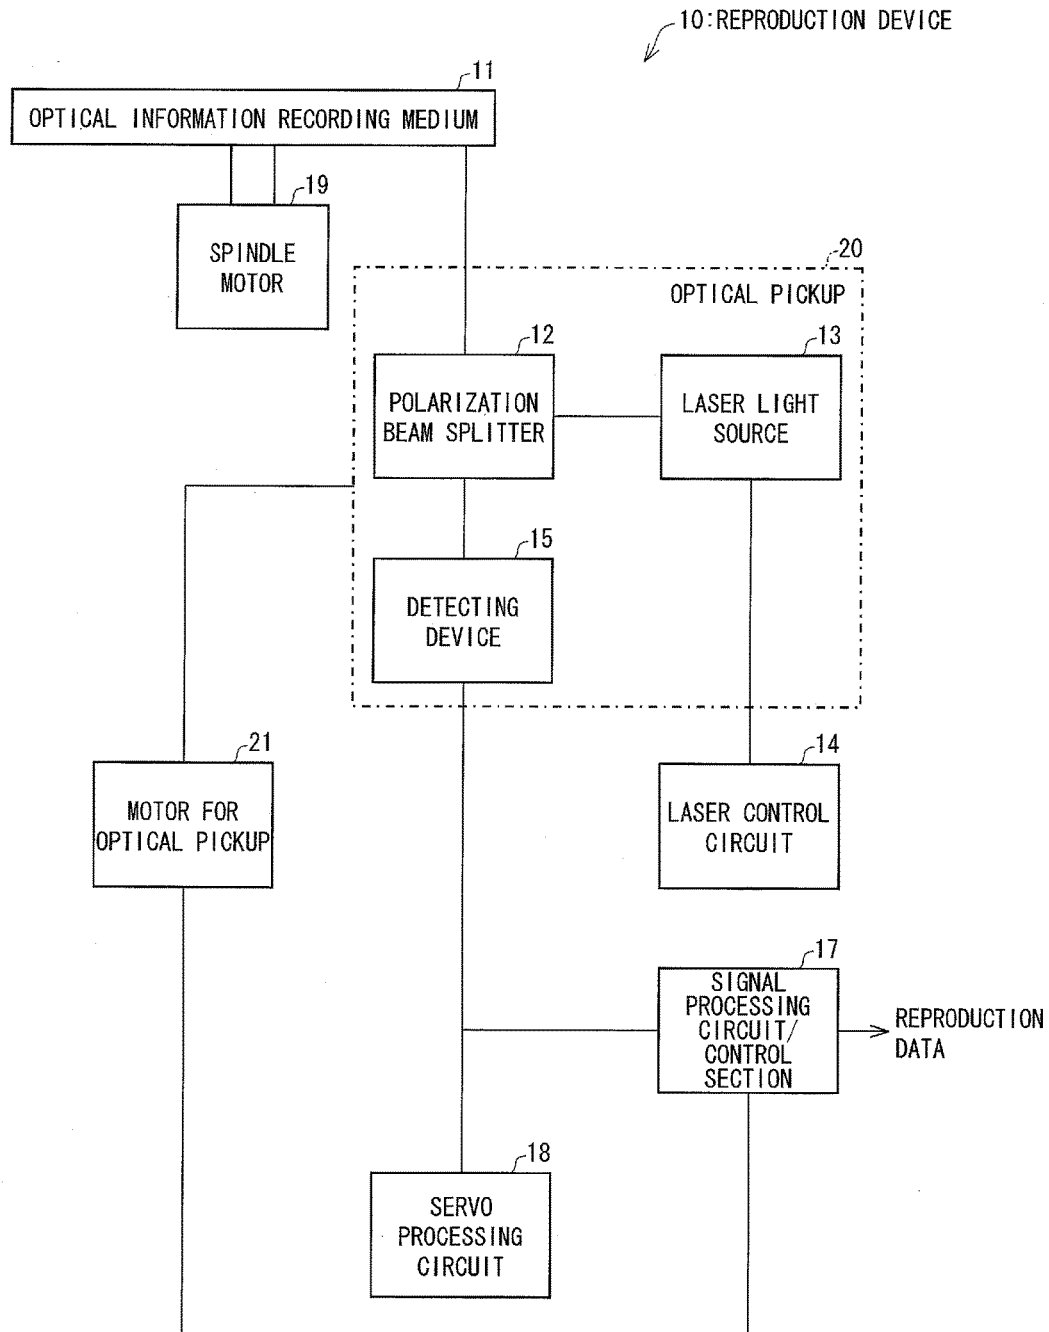 10:REPRODUCTION DEVICE
11
OPTICAL INFORMATION RECORDING MEDIUM
19
SPINDLE
MOTOR
20
OPTICAL PICKUP
12
POLARIZATION
BEAM SPLITTER
13
LASER LIGHT
SOURCE
15
DETECTING
DEVICE
21
MOTOR FOR
OPTICAL PICKUP
14
LASER CONTROL
CIRCUIT
17
SIGNAL
PROCESSING
CIRCUIT/
CONTROL
SECTION
REPRODUCTION
DATA
18
SERVO
PROCESSING
CIRCUIT